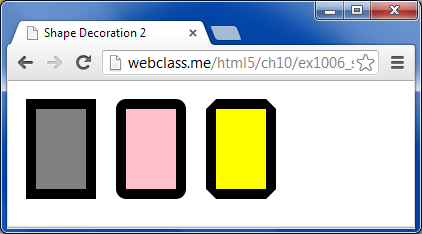 Shape Decoration 2
webclass.me/html5/ch10/ex1006_s